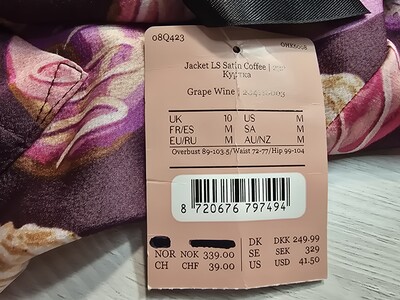 08Q423
Jacket LS Satin Coffee |
Куртка
Grape Wine |
UK 10 US M
FR/ES M SA M
EU/RU M AU/NZ M
Overbust 89-103.5/Waist 72-77/Hip 99-104
8 720676 797494
DK DKK 249.99
NOR NOK 339.00 SE SEK 329
CH CHF 39.00 US USD 41.50